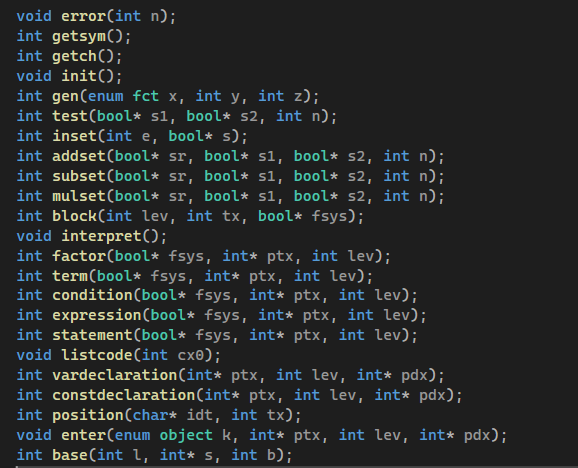 void error(int n);
int getsym();
int getch();
void init();
int gen(enum fct x, int y, int z);
int test(bool* s1, bool* s2, int n);
int inset(int e, bool* s);
int addset(bool* sr, bool* s1, bool* s2, int n);
int subset(bool* sr, bool* s1, bool* s2, int n);
int mulset(bool* sr, bool* s1, bool* s2, int n);
int block(int lev, int tx, bool* fsys);
void interpret();
int factor(bool* fsys, int* ptx, int lev);
int term(bool* fsys, int* ptx, int lev);
int condition(bool* fsys, int* ptx, int lev);
int expression(bool* fsys, int* ptx, int lev);
int statement(bool* fsys, int* ptx, int lev);
void listcode(int cx0);
int vardeclaration(int* ptx, int lev, int* pdx);
int constdeclaration(int* ptx, int lev, int* pdx);
int position(char* idt, int tx);
void enter(enum object k, int* ptx, int lev, int* pdx);
int base(int l, int* s, int b);